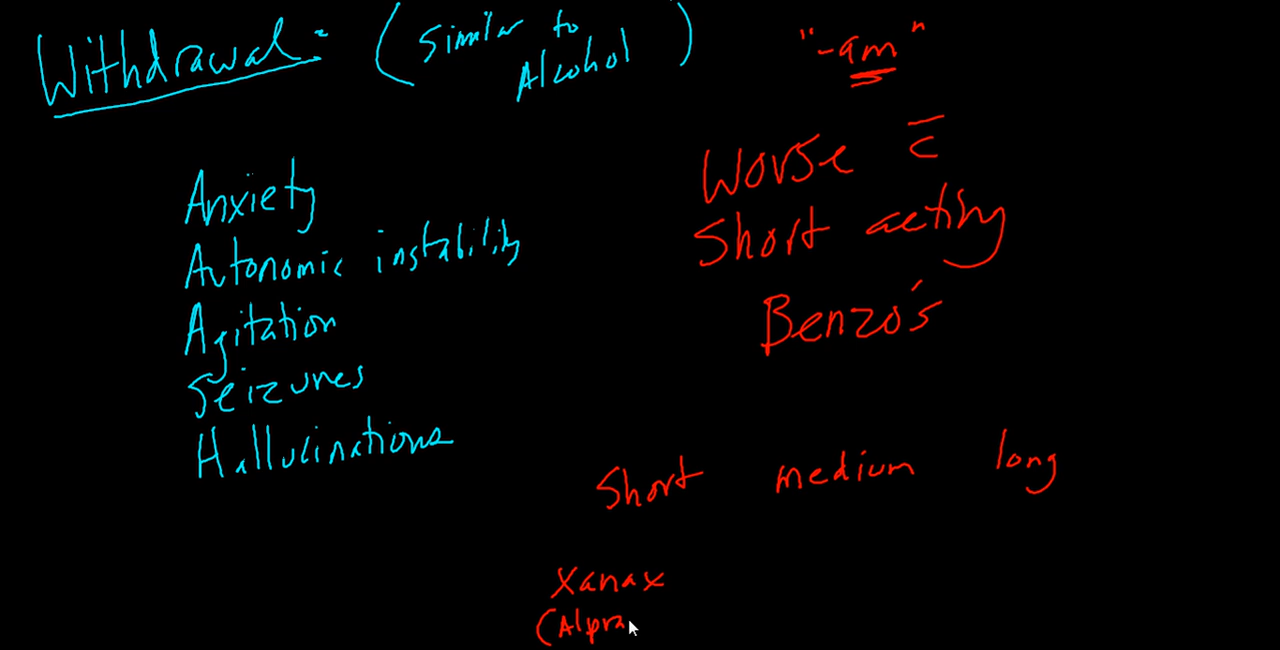 Withdrawal: (Similar to
Alcohol)
"-am"
Anxiety
Autonomic instability
Agitation
Seizures
Hallucinations
Worse c̄
Short acting
Benzo's
Short medium long
Xanax
(Alpra